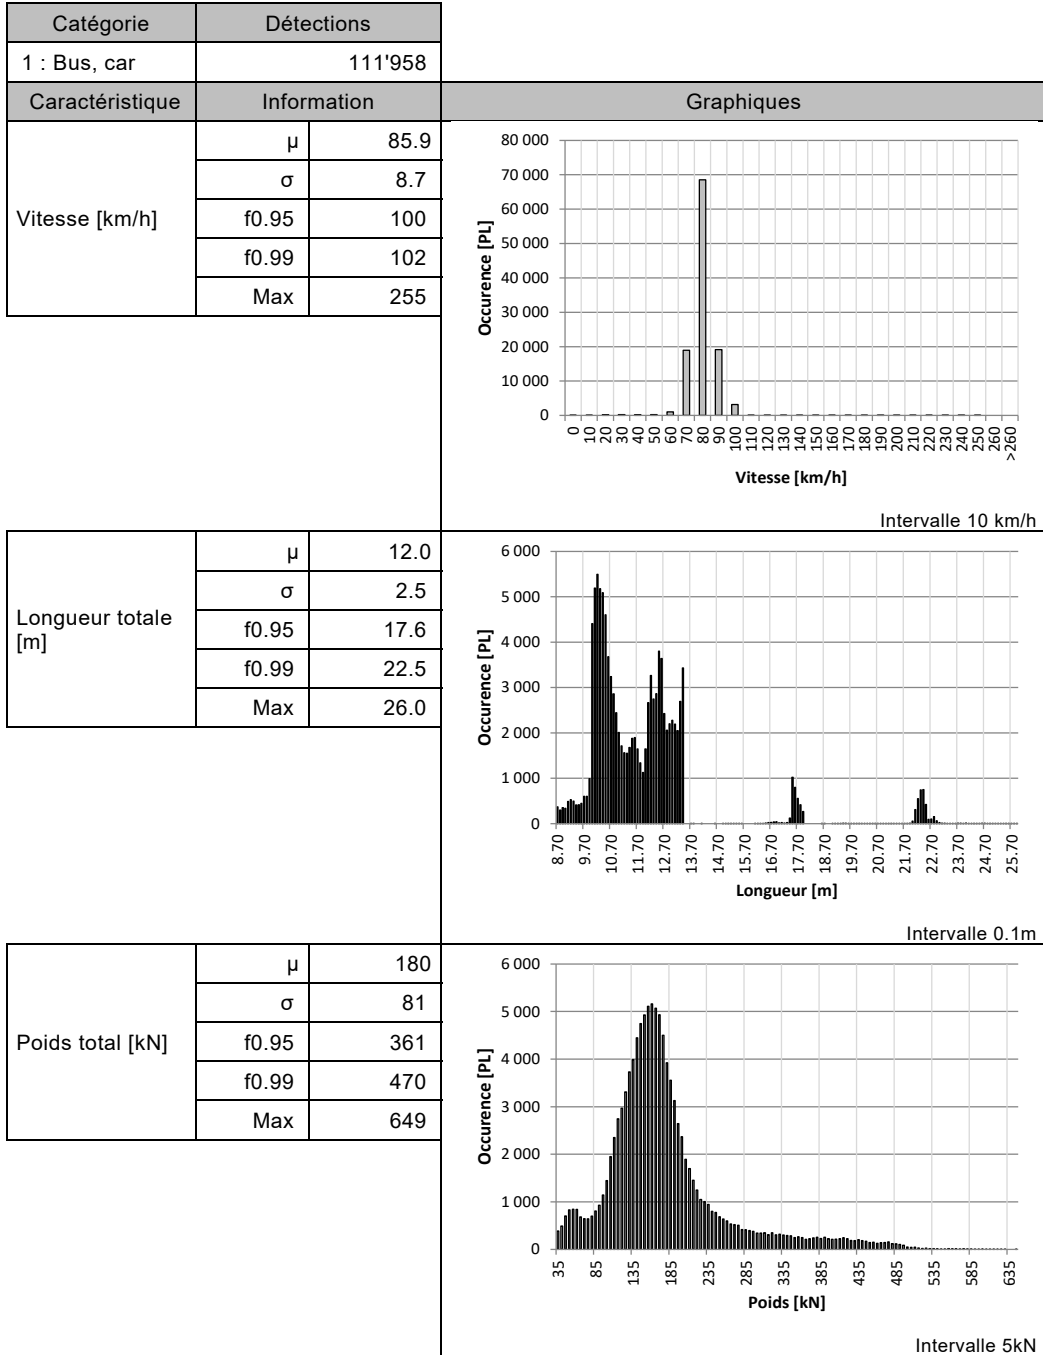 Catégorie Détections
1 : Bus, car 111'958
Caractéristique Information Graphiques
Vitesse [km/h]
μ 85.9
σ 8.7
f0.95 100
f0.99 102
Max 255
80 000
70 000
60 000
50 000
40 000
30 000
20 000
10 000
0
Occurence [PL]
0 10 20 30 40 50 60 70 80 90 100 110 120 130 140 150 160 170 180 190 200 210 220 230 240 250 260 >260
Vitesse [km/h]
Intervalle 10 km/h
Longueur totale
[m]
μ 12.0
σ 2.5
f0.95 17.6
f0.99 22.5
Max 26.0
6 000
5 000
4 000
3 000
2 000
1 000
0
Occurence [PL]
8.70 9.70 10.70 11.70 12.70 13.70 14.70 15.70 16.70 17.70 18.70 19.70 20.70 21.70 22.70 23.70 24.70 25.70
Longueur [m]
Intervalle 0.1m
Poids total [kN]
μ 180
σ 81
f0.95 361
f0.99 470
Max 649
6 000
5 000
4 000
3 000
2 000
1 000
0
Occurence [PL]
35 85 135 185 235 285 335 385 435 485 535 585 635
Poids [kN]
Intervalle 5kN